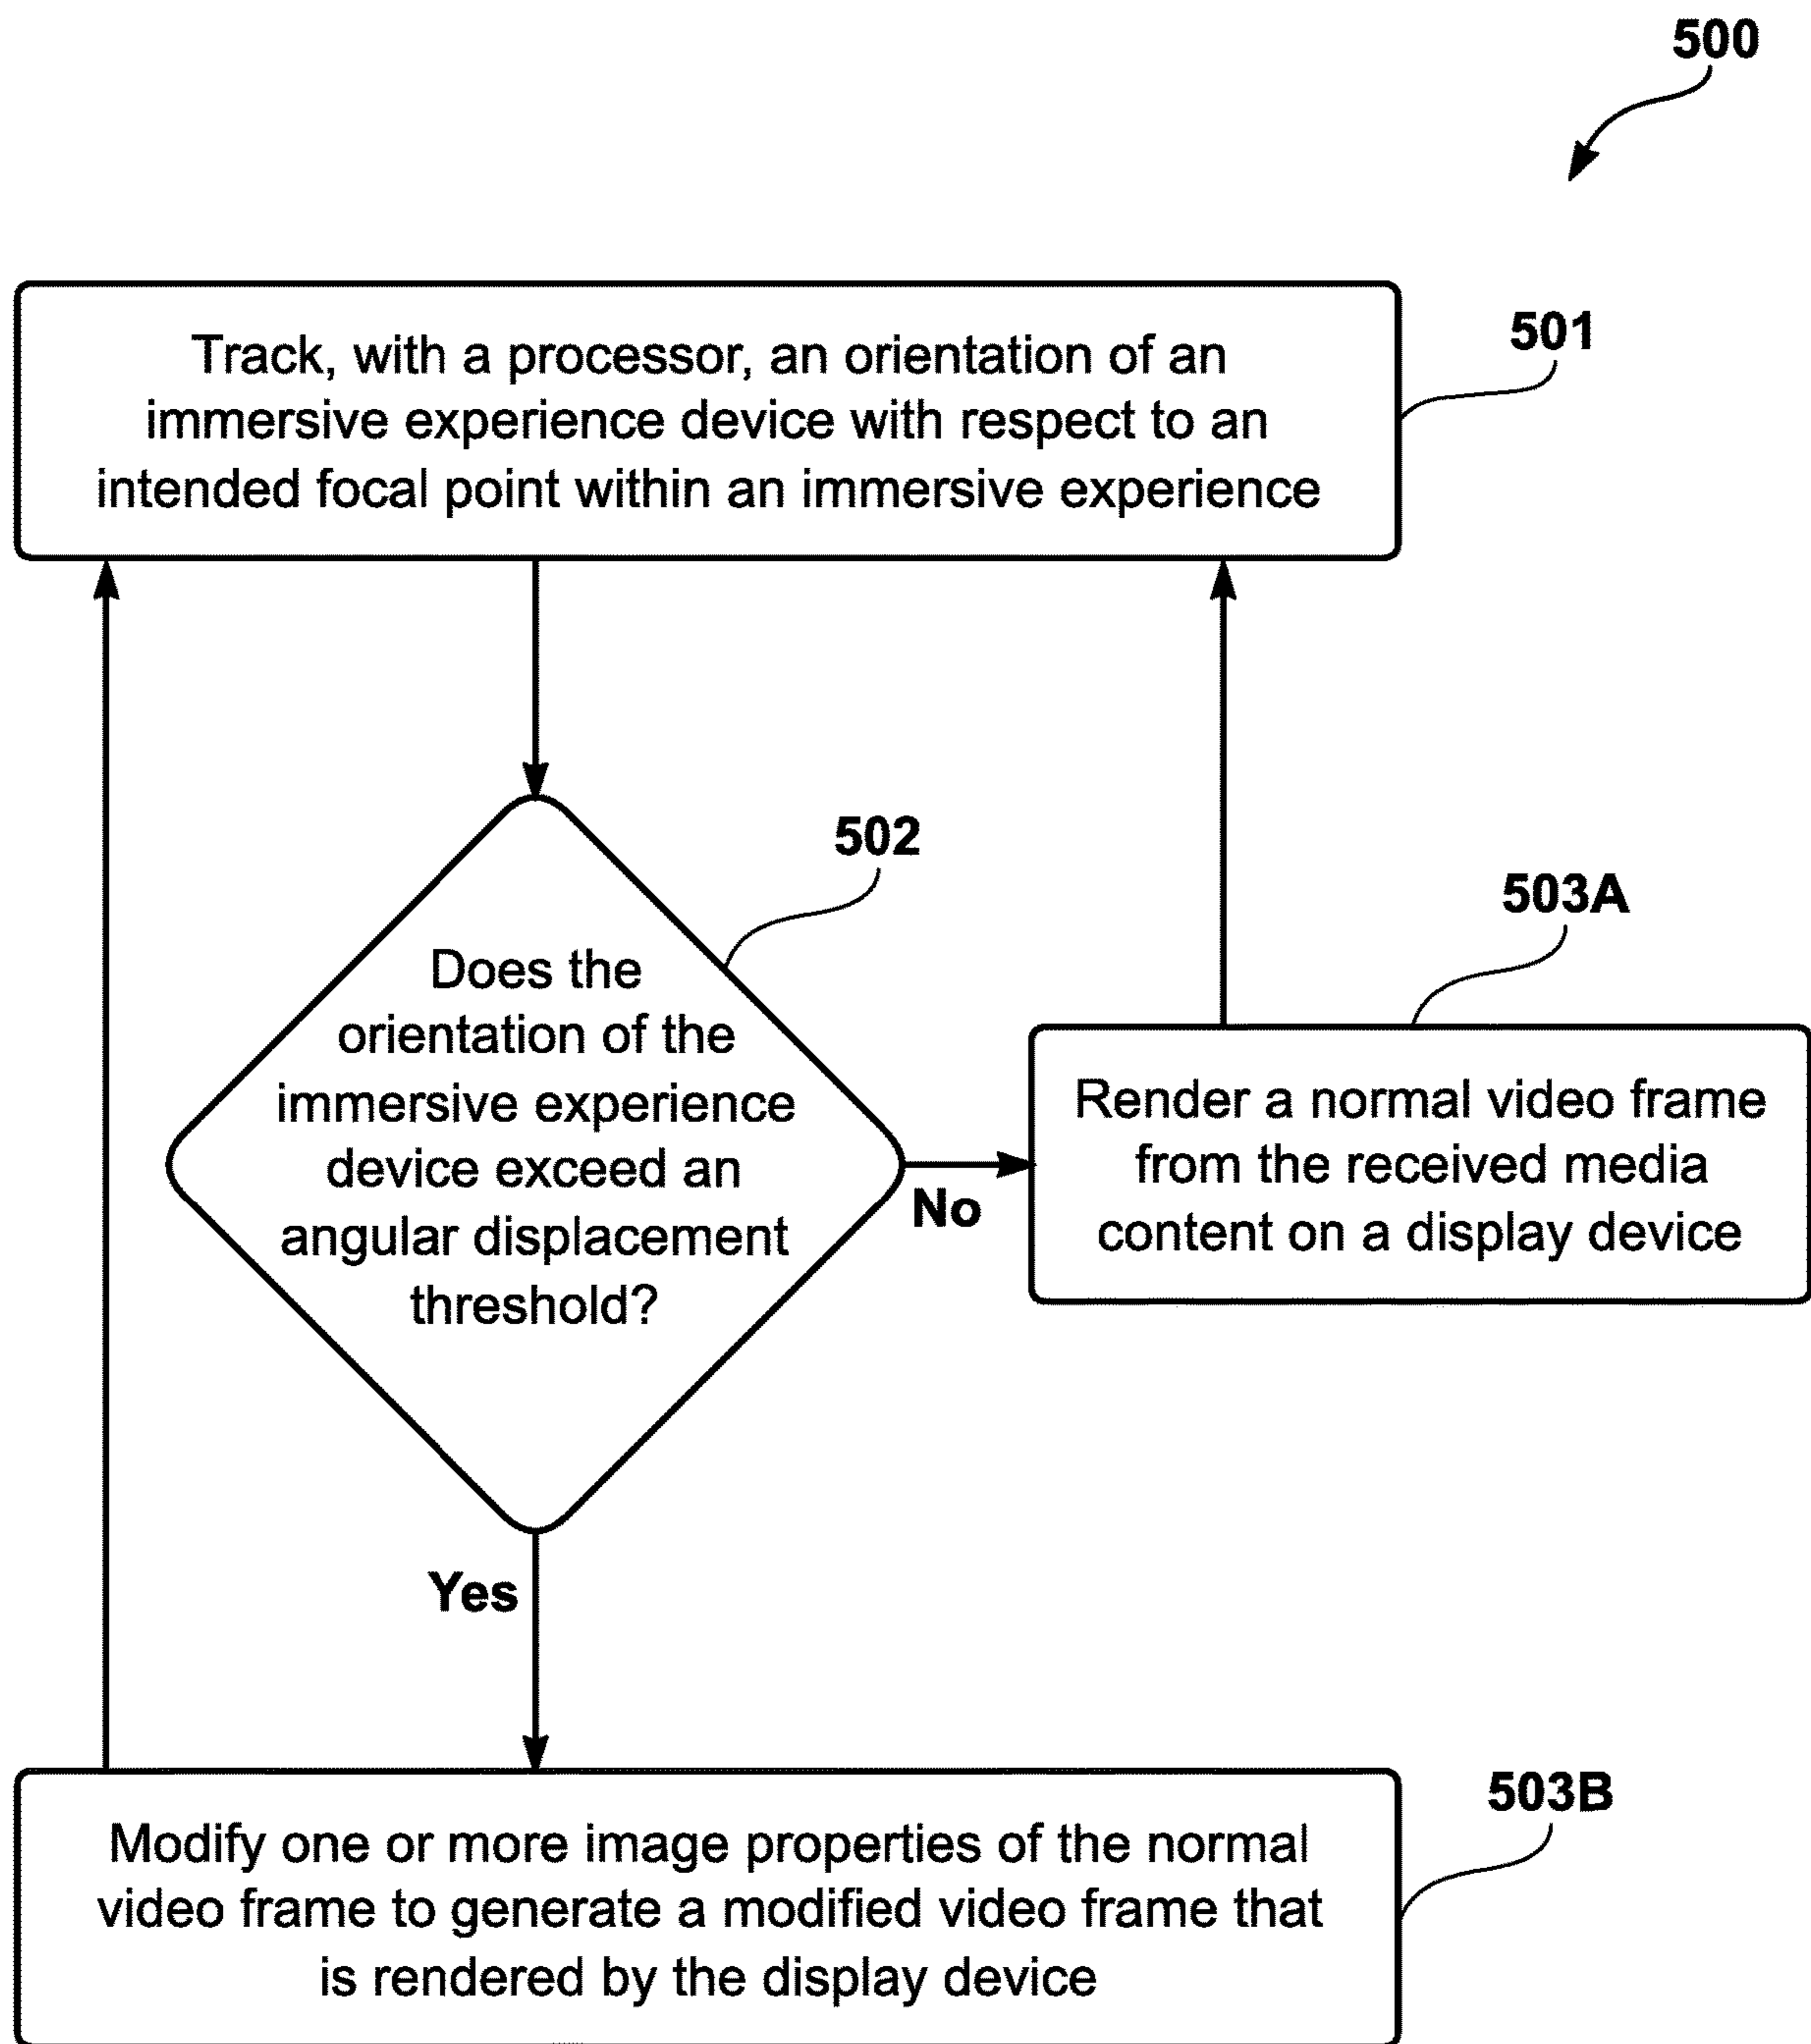 500
Track, with a processor, an orientation of an
immersive experience device with respect to an
intended focal point within an immersive experience
501
502
Does the
orientation of the
immersive experience
device exceed an
angular displacement
threshold?
No
503A
Render a normal video frame
from the received media
content on a display device
Yes
503B
Modify one or more image properties of the normal
video frame to generate a modified video frame that
is rendered by the display device